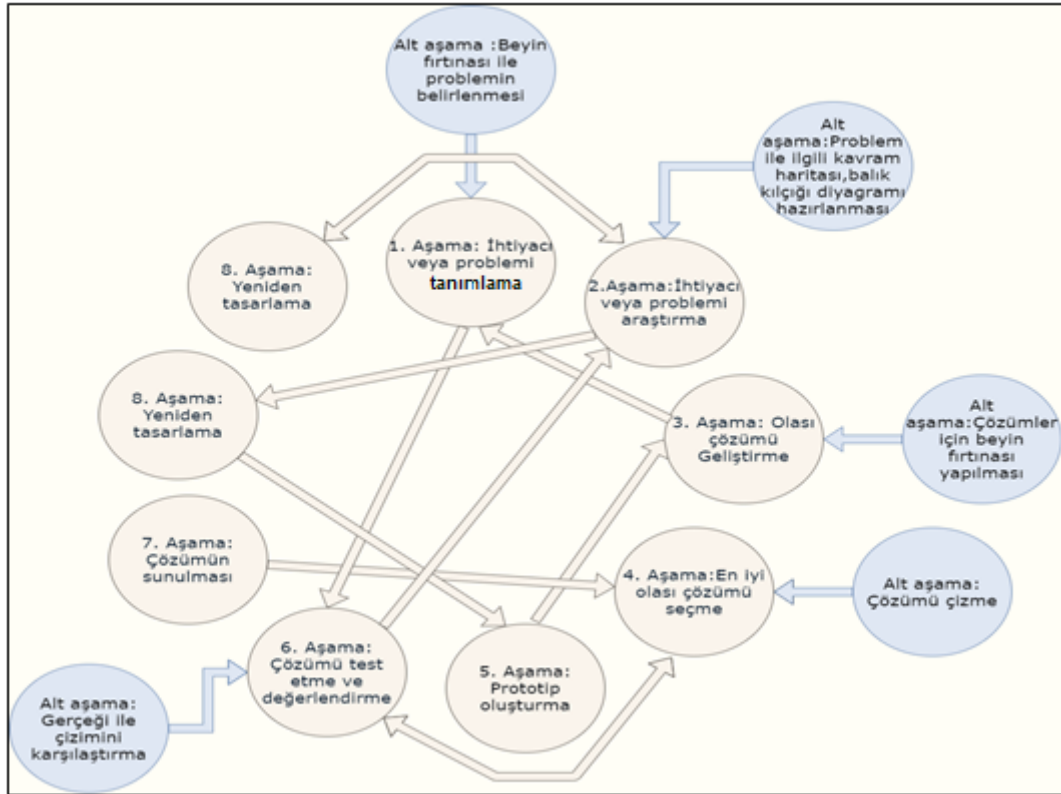 Alt aşama :Beyin
fırtınası ile
problemin
belirlenmesi
Alt
aşama:Problem
ile ilgili kavram
haritası,balık
kılçığı diyagramı
hazırlanması
1. Aşama: İhtiyacı
veya problemi
tanımlama
8. Aşama:
Yeniden
tasarlama
2.Aşama:İhtiyacı
veya problemi
araştırma
8. Aşama:
Yeniden
tasarlama
3. Aşama: Olası
çözümü
Geliştirme
Alt
aşama:Çözümler
için beyin
fırtınası
yapılması
7. Aşama:
Çözümün
sunulması
4. Aşama:En iyi
olası çözümü
seçme
Alt aşama:
Çözümü çizme
6. Aşama:
Çözümü test
etme ve
değerlendirme
5. Aşama:
Prototip
oluşturma
Alt aşama:
Gerçeği ile
çizimini
karşılaştırma